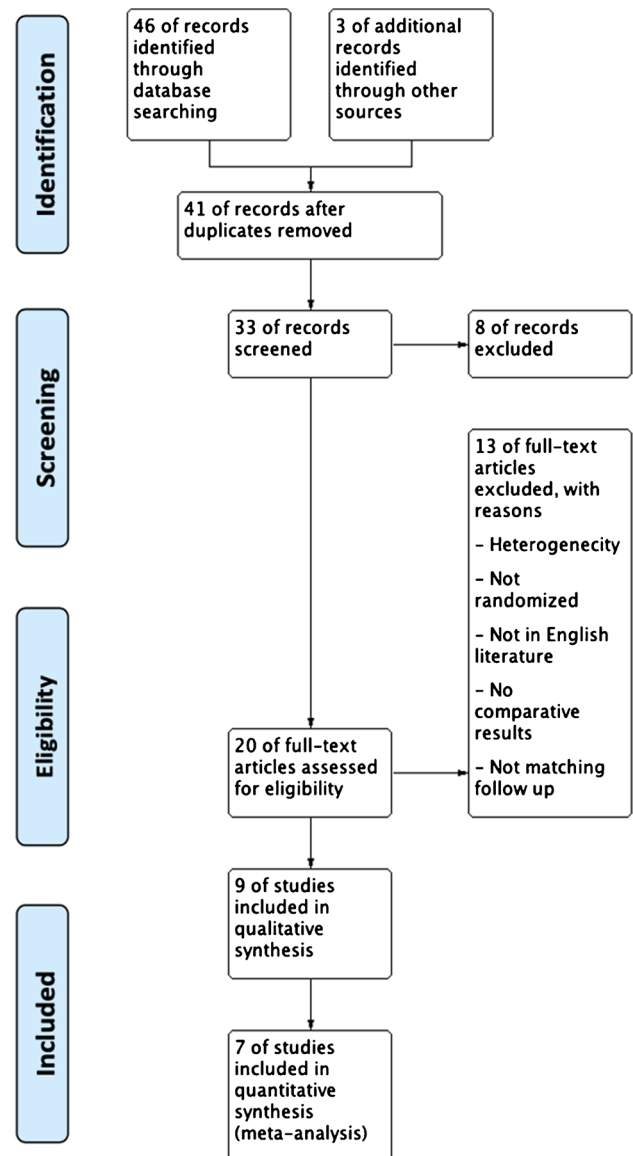 Identification
46 of records
identified
through
database
searching
3 of additional
records
identified
through other
sources
41 of records after
duplicates removed
Screening
33 of records
screened
8 of records
excluded
13 of full-text
articles
excluded, with
reasons
- Heterogenecity
- Not
randomized
- Not in English
literature
- No
comparative
results
- Not matching
follow up
Eligibility
20 of full-text
articles assessed
for eligibility
9 of studies
included in
qualitative
synthesis
Included
7 of studies
included in
quantitative
synthesis
(meta-analysis)